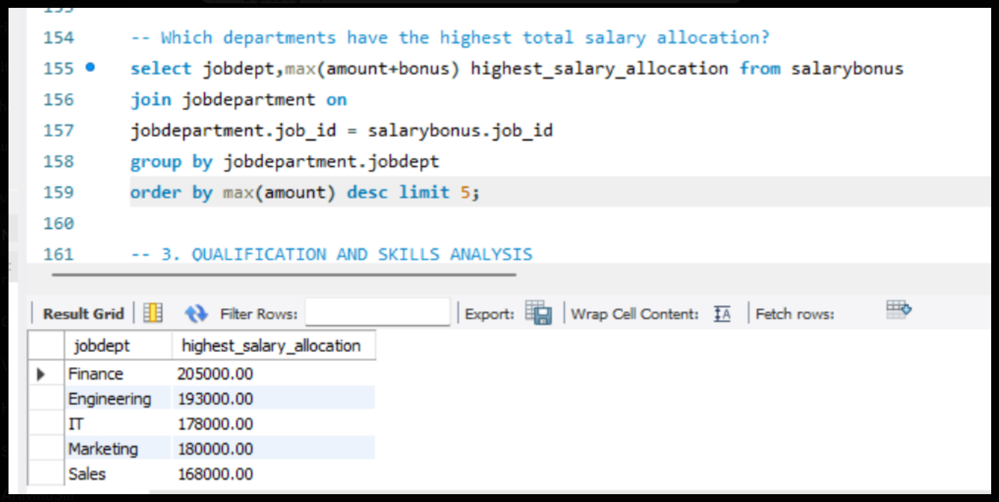 154 -- Which departments have the highest total salary allocation?
155 select jobdept,max(amount+bonus) highest_salary_allocation from salarybonus
156 join jobdepartment on
157 jobdepartment.job_id = salarybonus.job_id
158 group by jobdepartment.jobdept
159 order by max(amount) desc limit 5;
160
161 -- 3. QUALIFICATION AND SKILLS ANALYSIS
Result Grid Filter Rows: Export: Wrap Cell Content: Fetch rows:
jobdept highest_salary_allocation
Finance 205000.00
Engineering 193000.00
IT 178000.00
Marketing 180000.00
Sales 168000.00